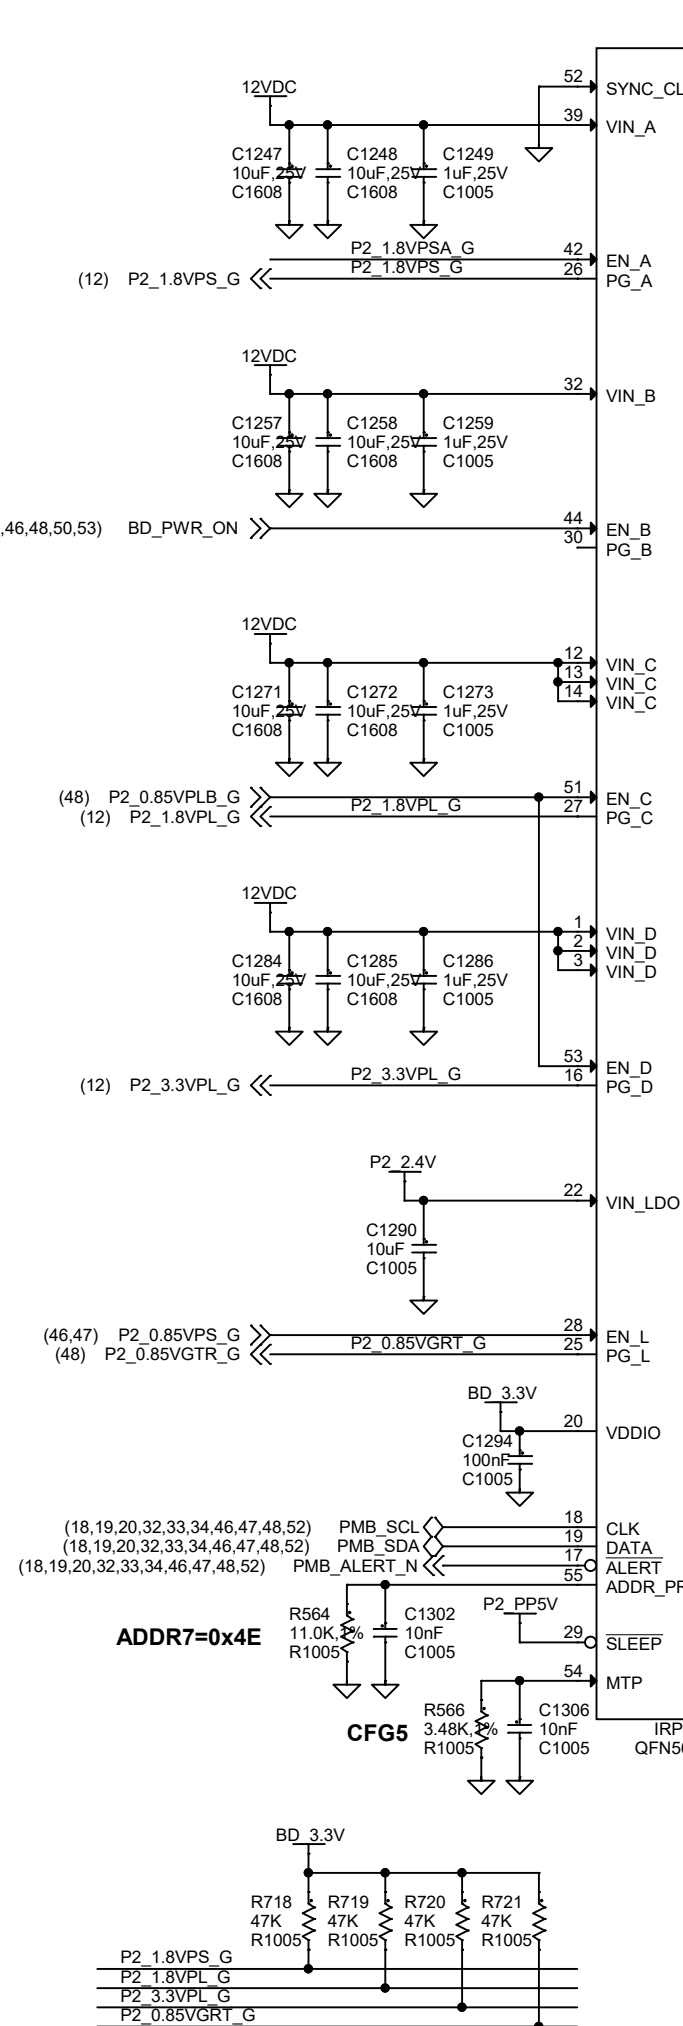 52 SYNC_CL
12VDC
39 VIN_A
C1247 C1248 C1249
10uF,25V 10uF,25V 1uF,25V
C1608 C1608 C1005
P2_1.8VPSA_G 42 EN_A
(12) P2_1.8VPS_G P2_1.8VPS_G 26 PG_A
12VDC
32 VIN_B
C1257 C1258 C1259
10uF,25V 10uF,25V 1uF,25V
C1608 C1608 C1005
,46,48,50,53) BD_PWR_ON 44 EN_B
30 PG_B
12VDC
12 VIN_C
13 VIN_C
14 VIN_C
C1271 C1272 C1273
10uF,25V 10uF,25V 1uF,25V
C1608 C1608 C1005
(48) P2_0.85VPLB_G 51 EN_C
(12) P2_1.8VPL_G P2_1.8VPL_G 27 PG_C
12VDC
1 VIN_D
2 VIN_D
3 VIN_D
C1284 C1285 C1286
10uF,25V 10uF,25V 1uF,25V
C1608 C1608 C1005
53 EN_D
(12) P2_3.3VPL_G P2_3.3VPL_G 16 PG_D
P2_2.4V
22 VIN_LDO
C1290
10uF
C1005
(46,47) P2_0.85VPS_G 28 EN_L
(48) P2_0.85VGTR_G P2_0.85VGRT_G 25 PG_L
BD_3.3V
20 VDDIO
C1294
100nF
C1005
(18,19,20,32,33,34,46,47,48,52) PMB_SCL 18 CLK
(18,19,20,32,33,34,46,47,48,52) PMB_SDA 19 DATA
(18,19,20,32,33,34,46,47,48,52) PMB_ALERT_N 17 ALERT
55 ADDR_PR
P2_PP5V
R564 C1302
ADDR7=0x4E 11.0K,1% 10nF
R1005 C1005
29 SLEEP
54 MTP
R566 C1306
CFG5 3.48K,1% 10nF
R1005 C1005
IRP
QFN56
BD_3.3V
R718 R719 R720 R721
47K 47K 47K 47K
R1005 R1005 R1005 R1005
P2_1.8VPS_G
P2_1.8VPL_G
P2_3.3VPL_G
P2_0.85VGRT_G